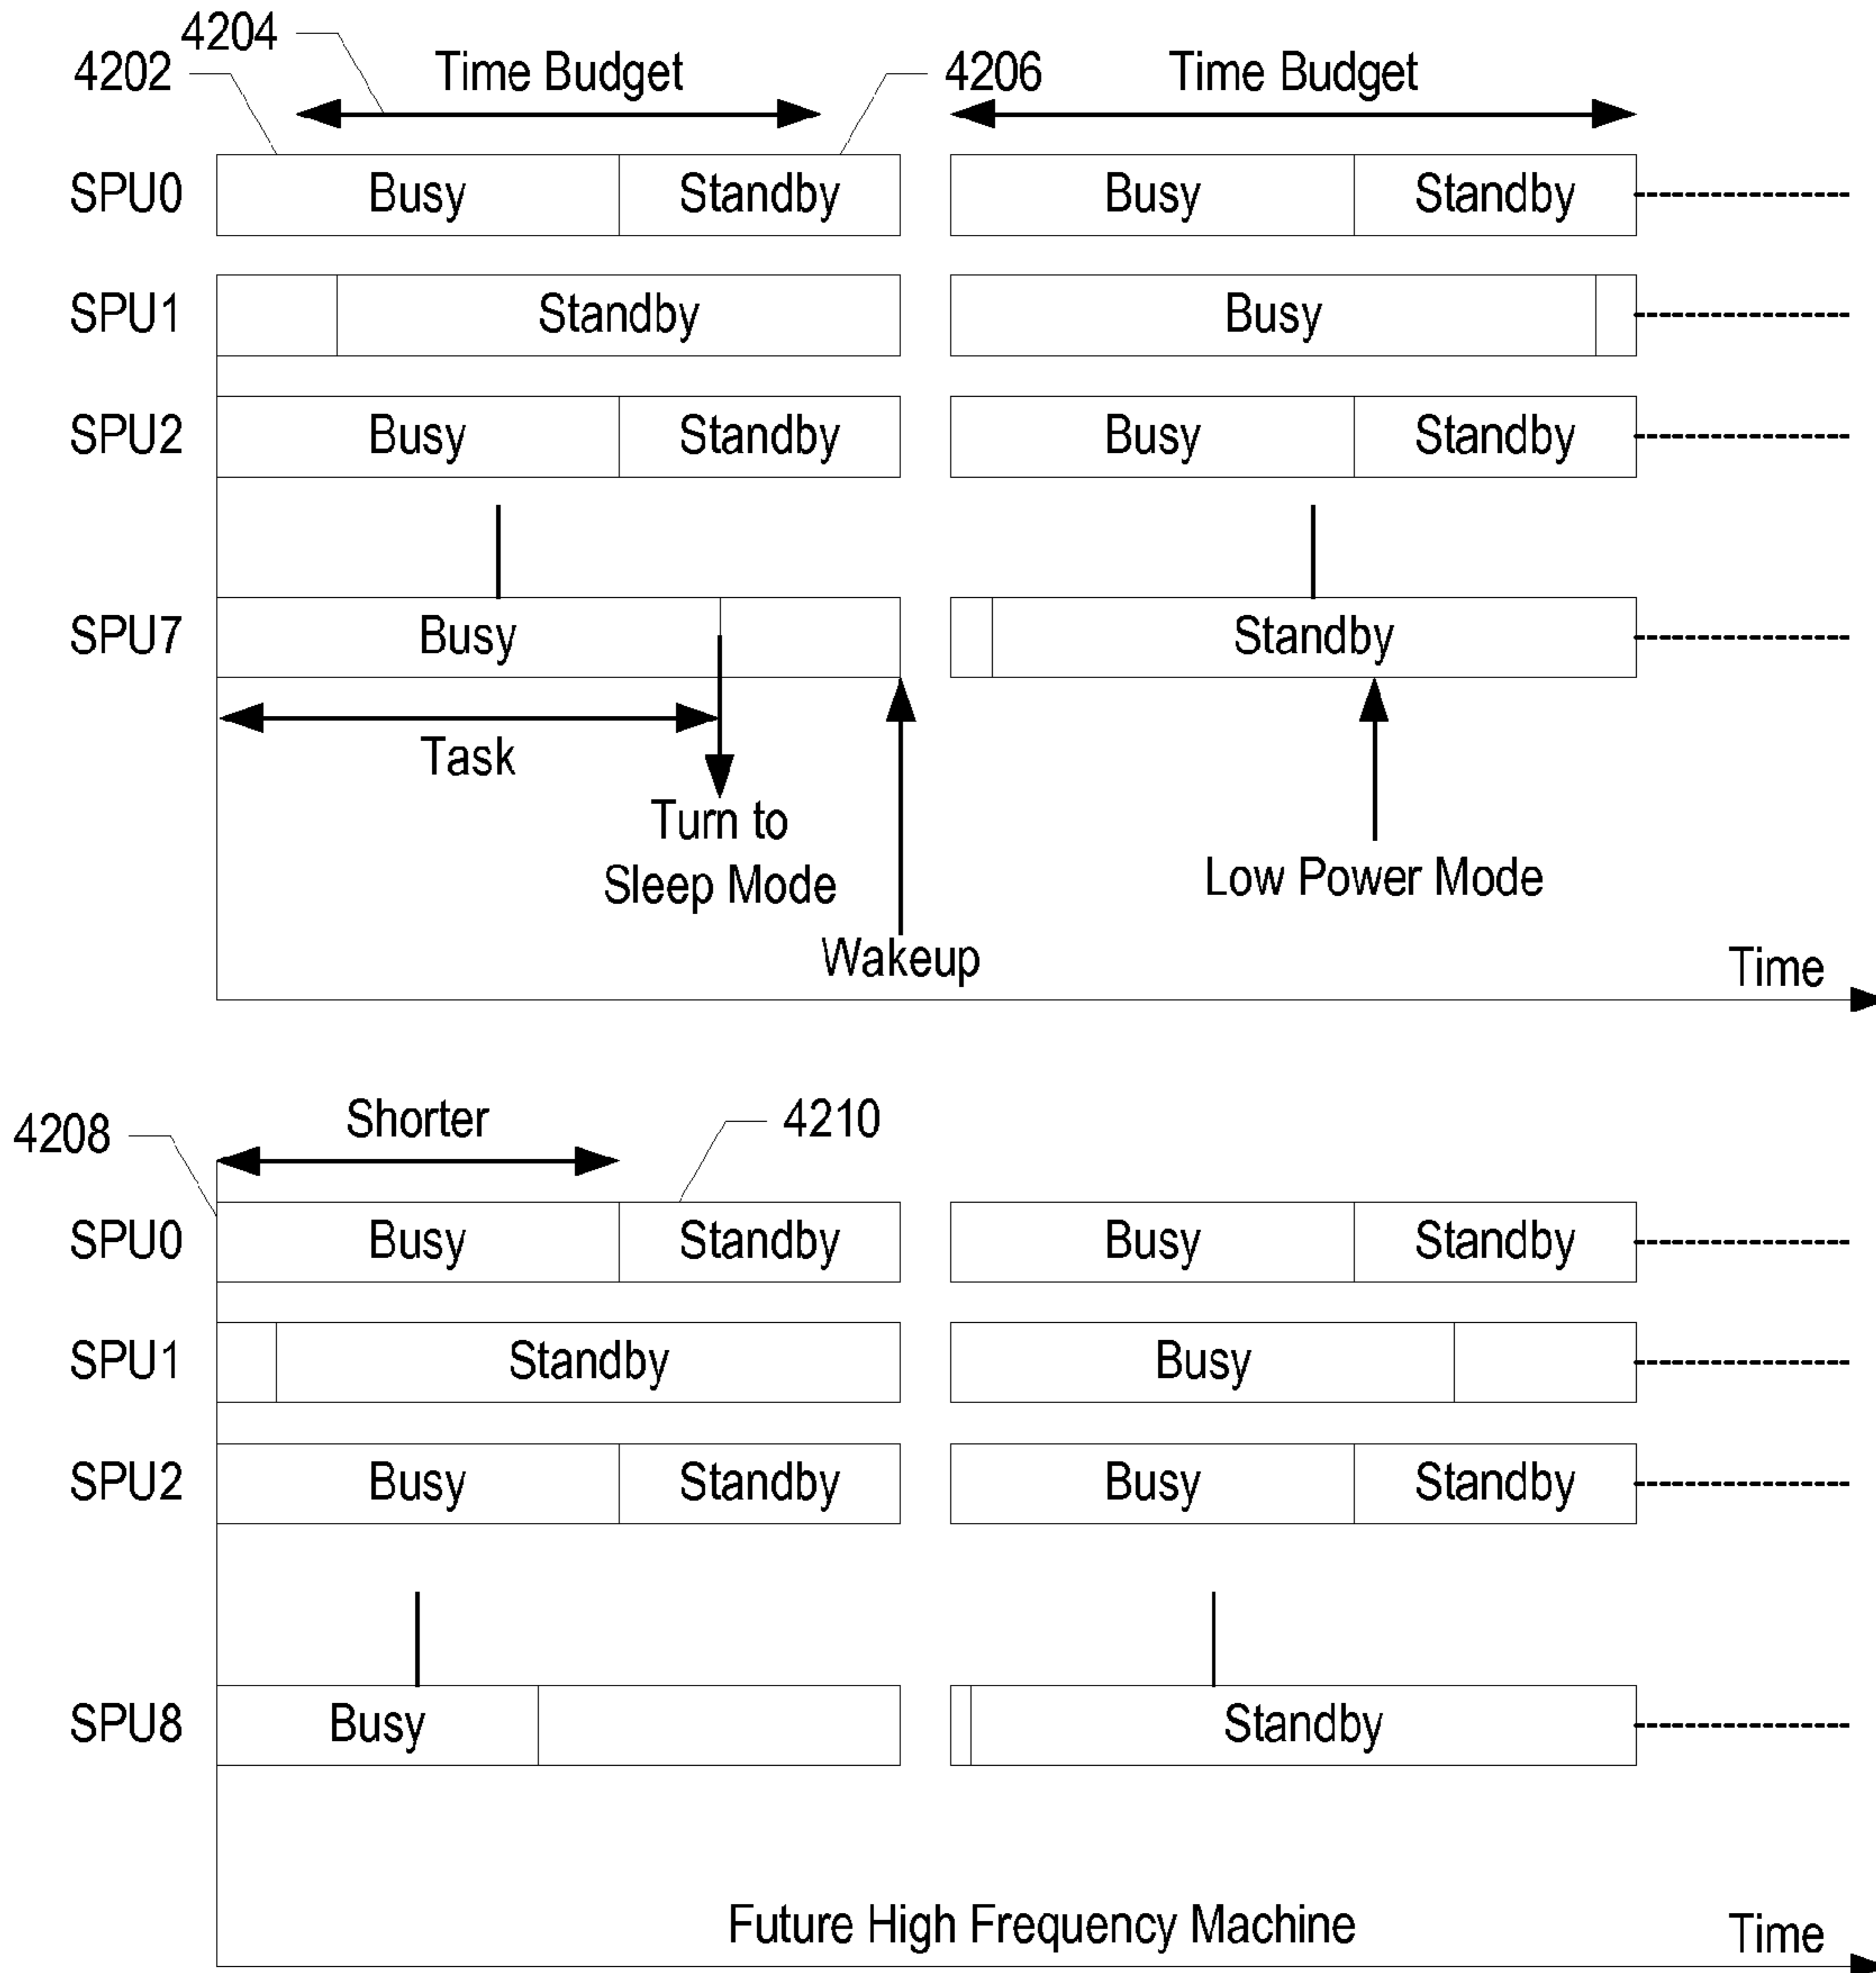 4204
4202
Time Budget
4206
Time Budget
SPU0
Busy
Standby
Busy
Standby
SPU1
Standby
Busy
SPU2
Busy
Standby
Busy
Standby
SPU7
Busy
Standby
Task
Turn to
Sleep Mode
Low Power Mode
Wakeup
Time
4208
Shorter
4210
SPU0
Busy
Standby
Busy
Standby
SPU1
Standby
Busy
SPU2
Busy
Standby
Busy
Standby
SPU8
Busy
Standby
Future High Frequency Machine
Time